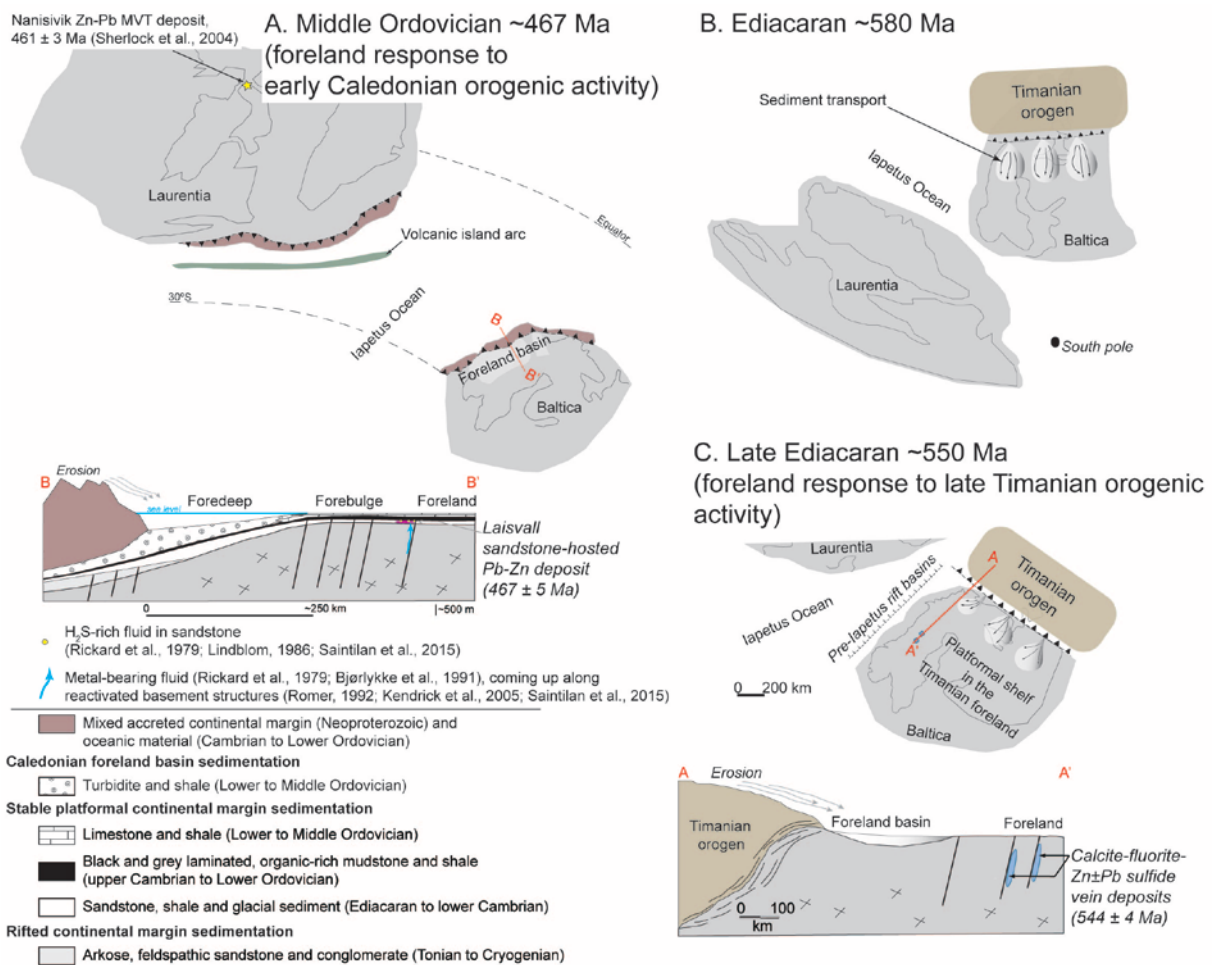 Nanisivik Zn-Pb MVT deposit,
461 ± 3 Ma (Sherlock et al., 2004)
A. Middle Ordovician ~467 Ma
(foreland response to
early Caledonian orogenic activity)
Laurentia
Equator
Volcanic island arc
30ºS
Iapetus Ocean
B
Foreland basin
B'
Baltica
B
Erosion
B'
Foredeep
Forebulge
Foreland
sea level
Laisvall
sandstone-hosted
Pb-Zn deposit
(467 ± 5 Ma)
0
~250 km
|~500 m
H2S-rich fluid in sandstone
(Rickard et al., 1979; Lindblom, 1986; Saintilan et al., 2015)
Metal-bearing fluid (Rickard et al., 1979; Bjørlykke et al., 1991), coming up along
reactivated basement structures (Romer, 1992; Kendrick et al., 2005; Saintilan et al., 2015)
Mixed accreted continental margin (Neoproterozoic) and
oceanic material (Cambrian to Lower Ordovician)
Caledonian foreland basin sedimentation
Turbidite and shale (Lower to Middle Ordovician)
Stable platformal continental margin sedimentation
Limestone and shale (Lower to Middle Ordovician)
Black and grey laminated, organic-rich mudstone and shale
(upper Cambrian to Lower Ordovician)
Sandstone, shale and glacial sediment (Ediacaran to lower Cambrian)
Rifted continental margin sedimentation
Arkose, feldspathic sandstone and conglomerate (Tonian to Cryogenian)
B. Ediacaran ~580 Ma
Timanian
orogen
Sediment transport
Iapetus Ocean
Baltica
Laurentia
South pole
C. Late Ediacaran ~550 Ma
(foreland response to late Timanian orogenic
activity)
Laurentia
A
Timanian
orogen
Pre-Iapetus rift basins
Iapetus Ocean
A'
Platformal shelf
in the
Timanian foreland
0 200 km
Baltica
A
Erosion
A'
Timanian
orogen
Foreland basin
Foreland
Calcite-fluorite-
Zn±Pb sulfide
vein deposits
(544 ± 4 Ma)
0 100
km